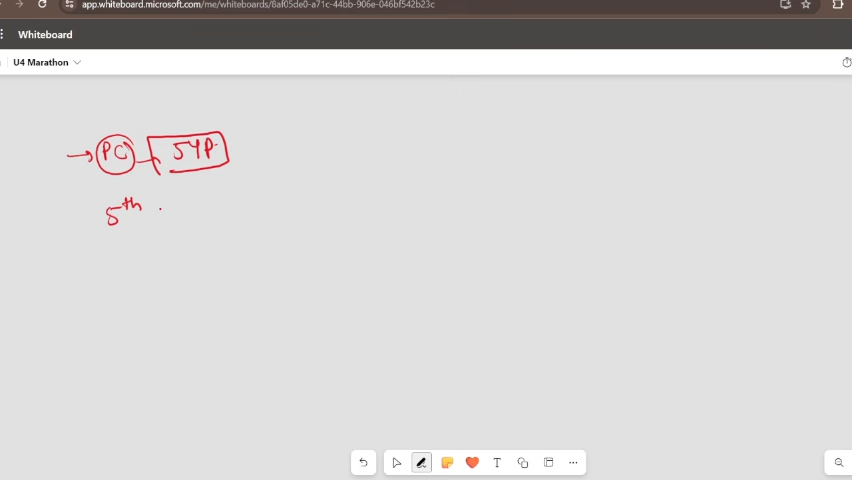 app.whiteboard.microsoft.com/me/whiteboards/8af05de0-a71c-44bb-906e-046bf542b23c
Whiteboard
U4 Marathon
→ PC 5YP
5th
T